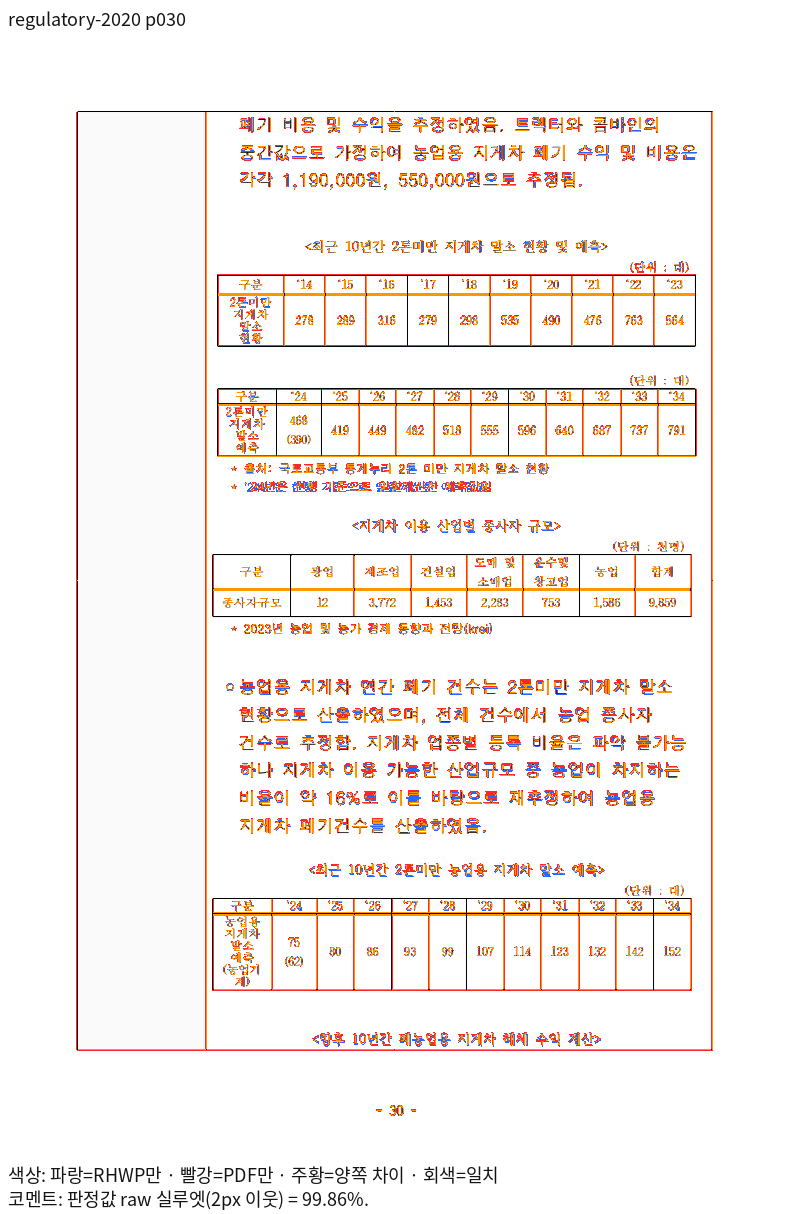 regulatory-2020 p030
폐기 비용 및 수익을 추정하였음. 트랙터와 콤바인의
중간값으로 가정하여 농업용 지게차 폐기 수익 및 비용은
각각 1,190,000원, 550,000원으로 추정됨.
<최근 10년간 2톤미만 지게차 말소 현황 및 예측>
(단위 : 대)
구분 '14 '15 '16 '17 '18 '19 '20 '21 '22 '23
2톤미만
지게차
말소
현황
278 289 316 279 298 535 490 476 763 564
(단위 : 대)
구분 '24 '25 '26 '27 '28 '29 '30 '31 '32 '33 '34
2톤미만
지게차
말소
예측
468
(390)
419 449 482 518 555 596 640 687 737 791
* 출처: 국토교통부 통계누리 2톤 미만 지게차 말소 현황
<지게차 이용 산업별 종사자 규모>
(단위 : 천명)
구분 광업 제조업 건설업 도매 및 소매업 운수및 창고업 농업 합계
종사자규모 12 3,772 1,453 2,283 753 1,586 9,859
* 2023년 농업 및 농가 경제 동향과 전망(krei)
ㅇ농업용 지게차 연간 폐기 건수는 2톤미만 지게차 말소
현황으로 산출하였으며, 전체 건수에서 농업 종사자
건수로 추정함. 지게차 업종별 등록 비율은 파악 불가능
하나 지게차 이용 가능한 산업규모 중 농업이 차지하는
비율이 약 16%로 이를 바탕으로 재추정하여 농업용
지게차 폐기건수를 산출하였음.
<최근 10년간 2톤미만 농업용 지게차 말소 예측>
(단위 : 대)
구분 '24 '25 '26 '27 '28 '29 '30 '31 '32 '33 '34
농업용
지게차
말소
예측
(농업기
계)
75
(62)
80 86 93 99 107 114 123 132 142 152
<향후 10년간 폐농업용 지게차 해체 수익 계산>
- 30 -
색상: 파랑=RHWP만 · 빨강=PDF만 · 주황=양쪽 차이 · 회색=일치
코멘트: 판정값 raw 실루엣(2px 이웃) = 99.86%.